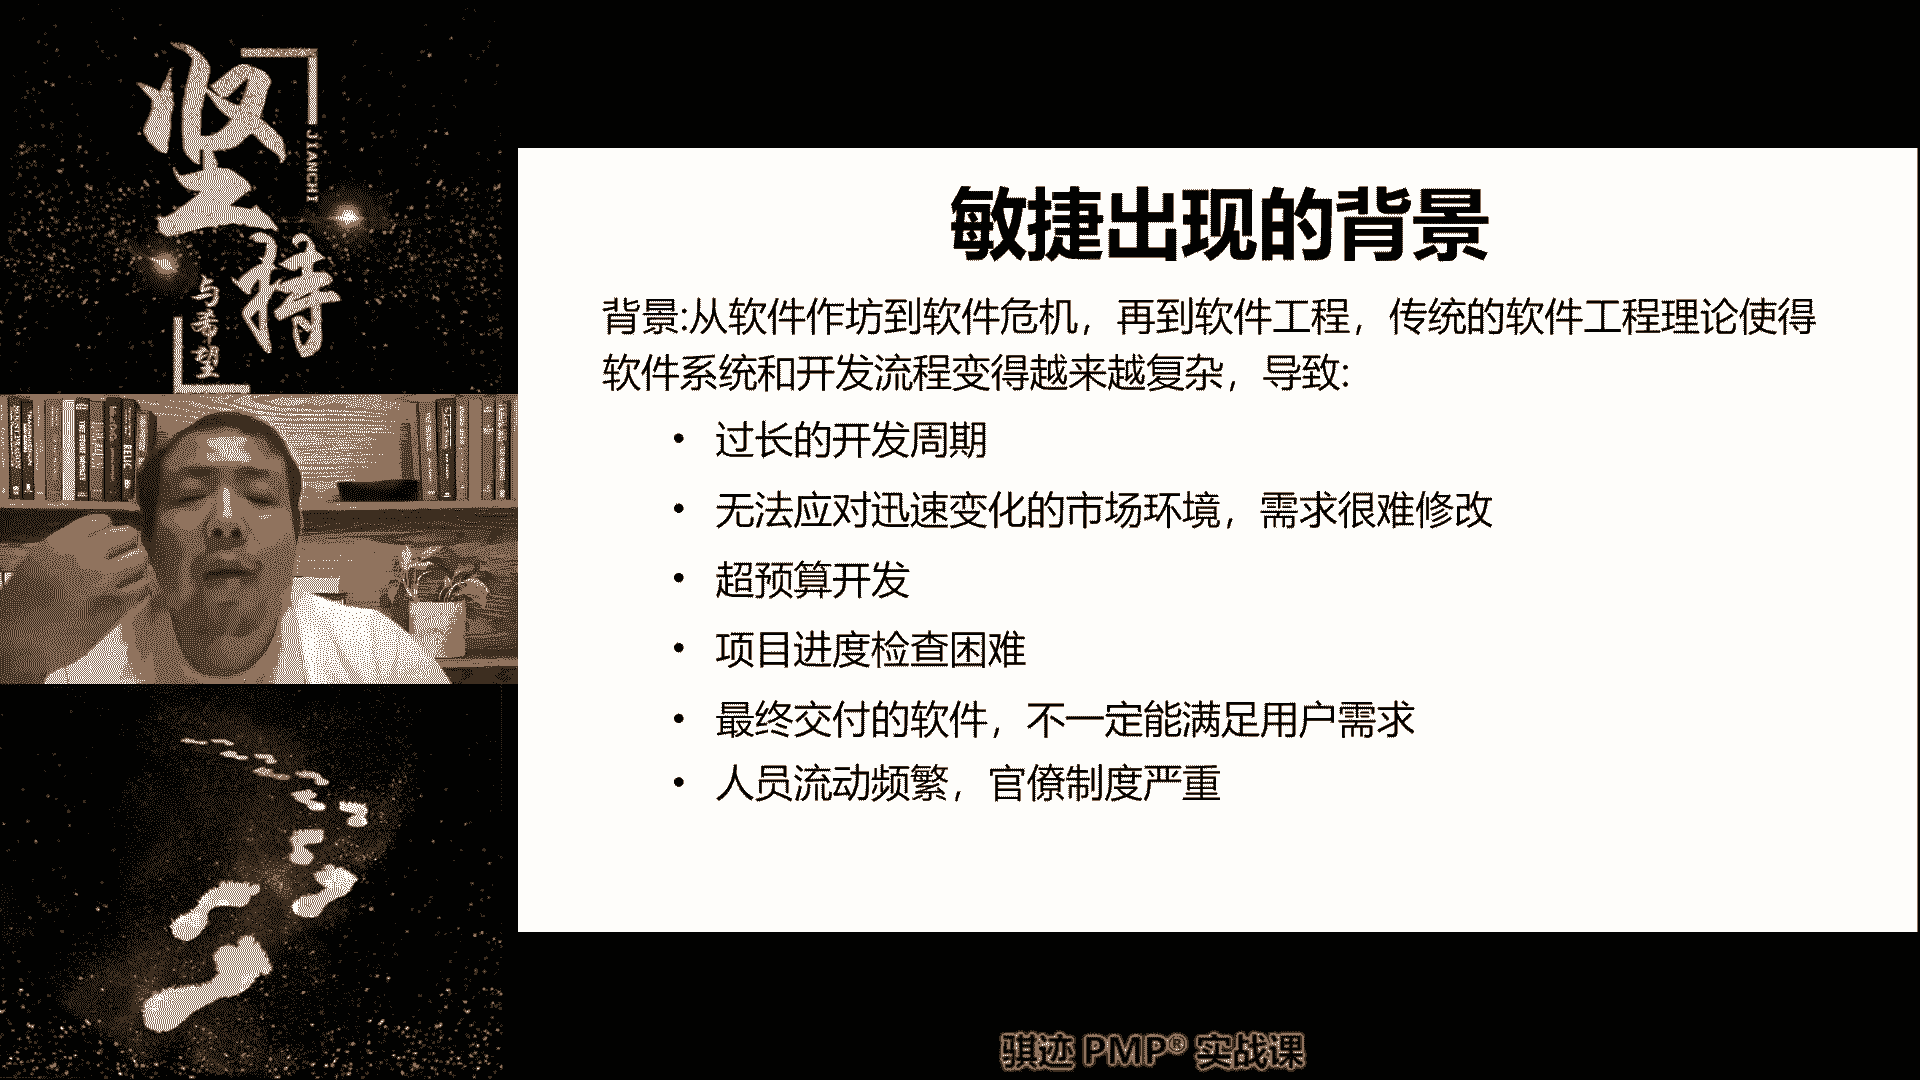 坚持
JIANCHI
与希望
敏捷出现的背景
背景:从软件作坊到软件危机，再到软件工程，传统的软件工程理论使得
软件系统和开发流程变得越来越复杂，导致:
• 过长的开发周期
• 无法应对迅速变化的市场环境，需求很难修改
• 超预算开发
• 项目进度检查困难
• 最终交付的软件，不一定能满足用户需求
• 人员流动频繁，官僚制度严重
骐迹 PMP® 实战课